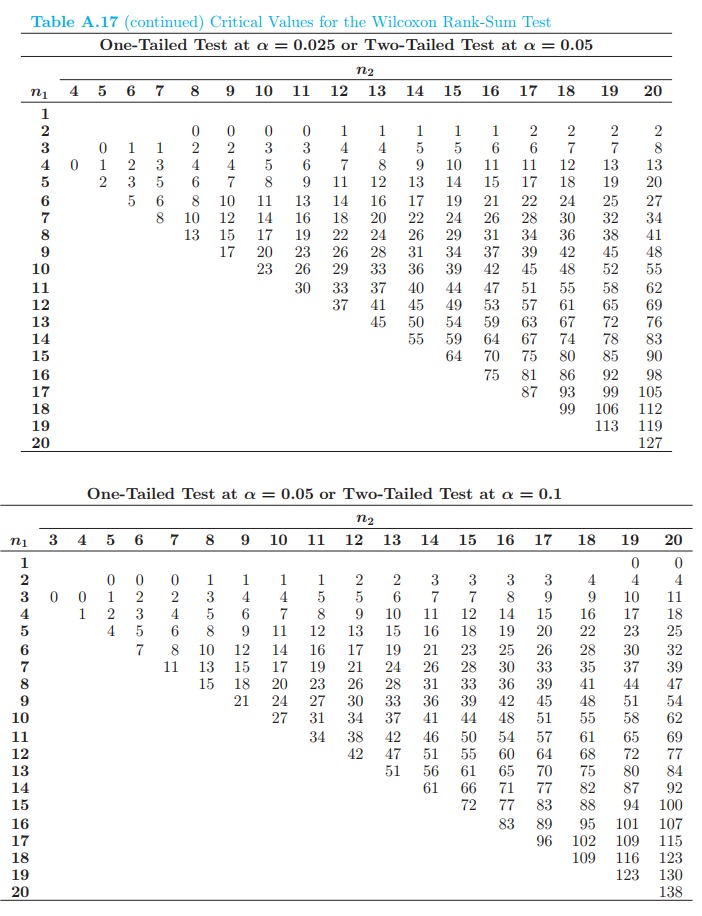 Table A.17 (continued) Critical Values for the Wilcoxon Rank-Sum Test
One-Tailed Test at α = 0.025 or Two-Tailed Test at α = 0.05
n₂
n₁ 4 5 6 7 8 9 10 11 12 13 14 15 16 17 18 19 20
1
2 0 0 0 0 1 1 1 1 1 2 2 2 2
3 0 1 1 2 2 3 3 4 4 5 5 6 6 7 7 8
4 0 1 2 3 4 4 5 6 7 8 9 10 11 11 12 13 13
5 2 3 5 6 7 8 9 11 12 13 14 15 17 18 19 20
6 5 6 8 10 11 13 14 16 17 19 21 22 24 25 27
7 8 10 12 14 16 18 20 22 24 26 28 30 32 34
8 13 15 17 19 22 24 26 29 31 34 36 38 41
9 17 20 23 26 28 31 34 37 39 42 45 48
10 23 26 29 33 36 39 42 45 48 52 55
11 30 33 37 40 44 47 51 55 58 62
12 37 41 45 49 53 57 61 65 69
13 45 50 54 59 63 67 72 76
14 55 59 64 67 74 78 83
15 64 70 75 80 85 90
16 75 81 86 92 98
17 87 93 99 105
18 99 106 112
19 113 119
20 127
One-Tailed Test at α = 0.05 or Two-Tailed Test at α = 0.1
n₂
n₁ 3 4 5 6 7 8 9 10 11 12 13 14 15 16 17 18 19 20
1 0 0
2 0 0 0 1 1 1 1 2 2 3 3 3 3 4 4 4
3 0 0 1 2 2 3 4 4 5 5 6 7 7 8 9 9 10 11
4 1 2 3 4 5 6 7 8 9 10 11 12 14 15 16 17 18
5 4 5 6 8 9 11 12 13 15 16 18 19 20 22 23 25
6 7 8 10 12 14 16 17 19 21 23 25 26 28 30 32
7 11 13 15 17 19 21 24 26 28 30 33 35 37 39
8 15 18 20 23 26 28 31 33 36 39 41 44 47
9 21 24 27 30 33 36 39 42 45 48 51 54
10 27 31 34 37 41 44 48 51 55 58 62
11 34 38 42 46 50 54 57 61 65 69
12 42 47 51 55 60 64 68 72 77
13 51 56 61 65 70 75 80 84
14 61 66 71 77 82 87 92
15 72 77 83 88 94 100
16 83 89 95 101 107
17 96 102 109 115
18 109 116 123
19 123 130
20 138